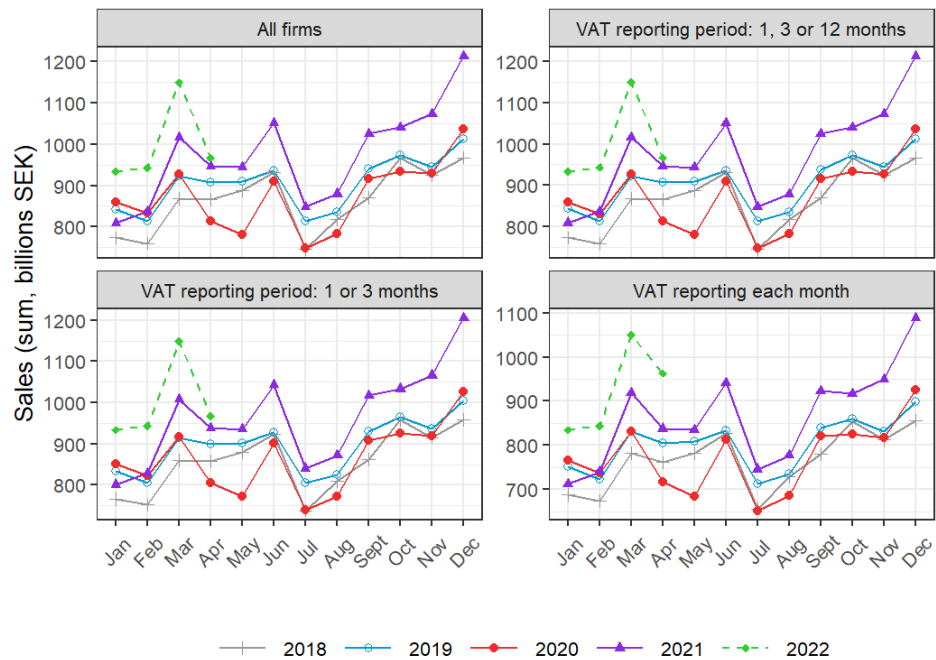 All firms
VAT reporting period: 1, 3 or 12 months
1200
1100
1000
900
800
1200
1100
1000
900
800
Sales (sum, billions SEK)
VAT reporting period: 1 or 3 months
VAT reporting each month
1200
1100
1000
900
800
1100
1000
900
800
700
Jan Feb Mar Apr May Jun Jul Aug Sept Oct Nov Dec
Jan Feb Mar Apr May Jun Jul Aug Sept Oct Nov Dec
2018 2019 2020 2021 2022